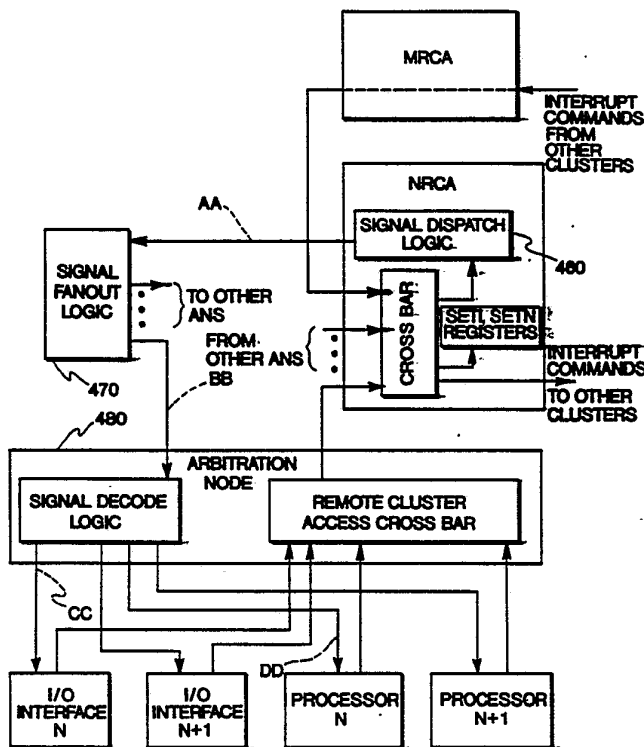 MRCA
INTERRUPT
COMMANDS
FROM
OTHER
CLUSTERS
NRCA
AA
SIGNAL DISPATCH
LOGIC
460
SIGNAL
FANOUT
LOGIC
TO OTHER
ANS
CROSS BAR
SETI, SETN
REGISTERS
FROM
OTHER ANS
BB
INTERRUPT
COMMANDS
TO OTHER
CLUSTERS
470
480
ARBITRATION
NODE
SIGNAL DECODE
LOGIC
REMOTE CLUSTER
ACCESS CROSS BAR
CC
DD
I/O
INTERFACE
N
I/O
INTERFACE
N+1
PROCESSOR
N
PROCESSOR
N+1